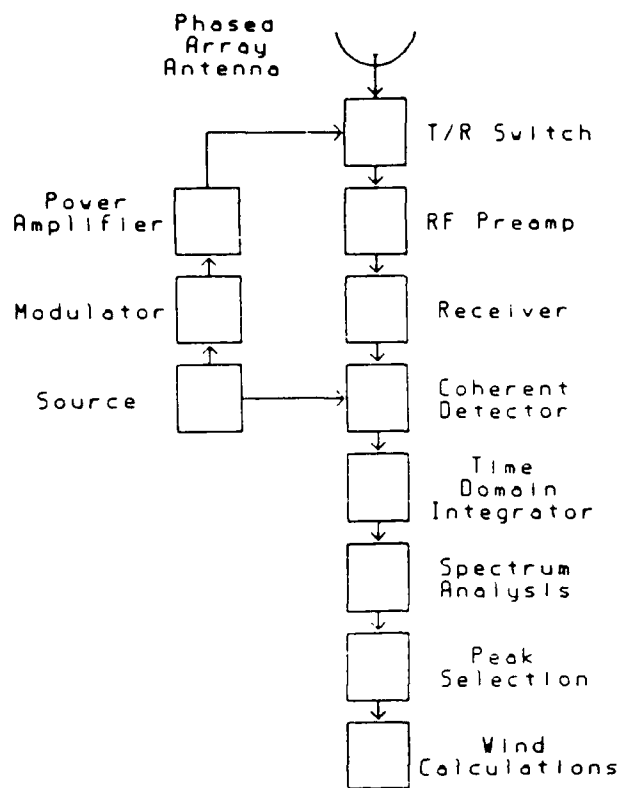 Phased
Array
Antenna
T/R Switch
Power
Amplifier
RF Preamp
Modulator
Receiver
Source
Coherent
Detector
Time
Domain
Integrator
Spectrum
Analysis
Peak
Selection
Wind
Calculations